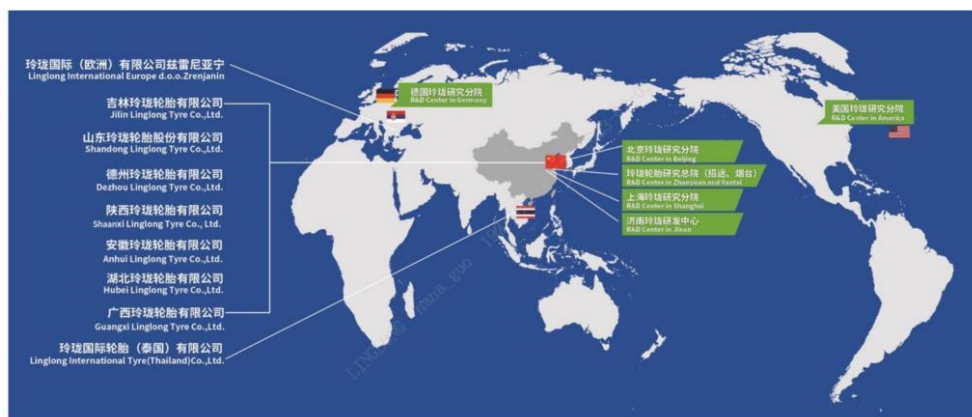 玲珑国际（欧洲）有限公司兹雷尼亚宁
Linglong International Europe d.o.o.Zrenjanin
吉林玲珑轮胎有限公司
Jilin Linglong Tyre Co.,Ltd.
山东玲珑轮胎股份有限公司
Shandong Linglong Tyre Co.,Ltd.
德州玲珑轮胎有限公司
Dezhou Linglong Tyre Co.,Ltd.
陕西玲珑轮胎有限公司
Shaanxi Linglong Tyre Co., Ltd.
安徽玲珑轮胎有限公司
Anhui Linglong Tyre Co.,Ltd.
湖北玲珑轮胎有限公司
Hubei Linglong Tyre Co.,Ltd.
广西玲珑轮胎有限公司
Guangxi Linglong Tyre Co.,Ltd.
玲珑国际轮胎（泰国）有限公司
Linglong International Tyre(Thailand)Co.,Ltd.
德国玲珑研究分院
R&D Center in Germany
美国玲珑研究分院
R&D Center in America
北京玲珑研究分院
R&D Center in Beijing
玲珑轮胎研究总院（招远、烟台）
R&D Center in Zhaoyuan and Yantai
上海玲珑研究分院
R&D Center in Shanghai
济南玲珑研发中心
R&D Center in Jinan